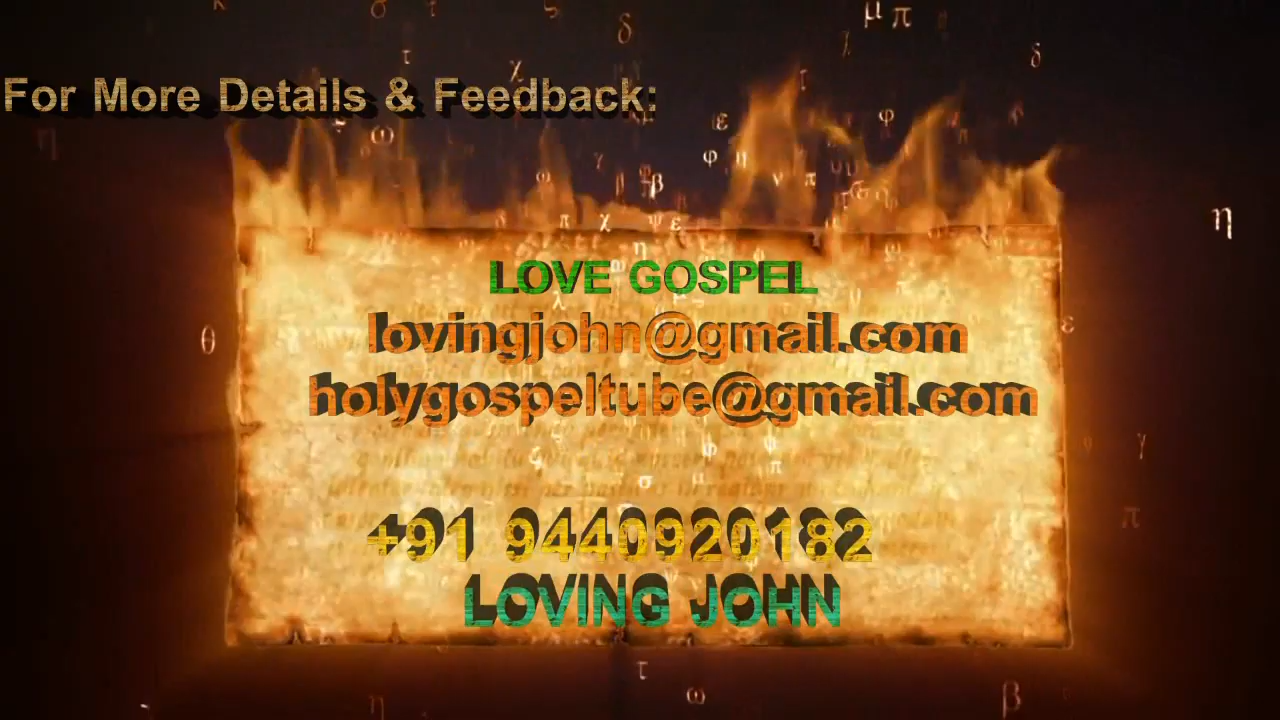 For More Details & Feedback:
LOVE GOSPEL
lovingjohn@gmail.com
holygospeltube@gmail.com
+91 9440920182
LOVING JOHN